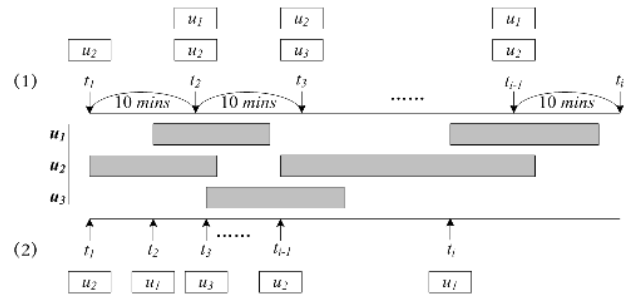 u1 u2 u1
u2 u2 u3 u2
(1) t1 t2 t3 ...... ti-1 ti
10 mins 10 mins 10 mins
u1
u2
u3
......
t1 t2 t3 ti-1 ti
(2)
u2 u1 u3 u2 u1